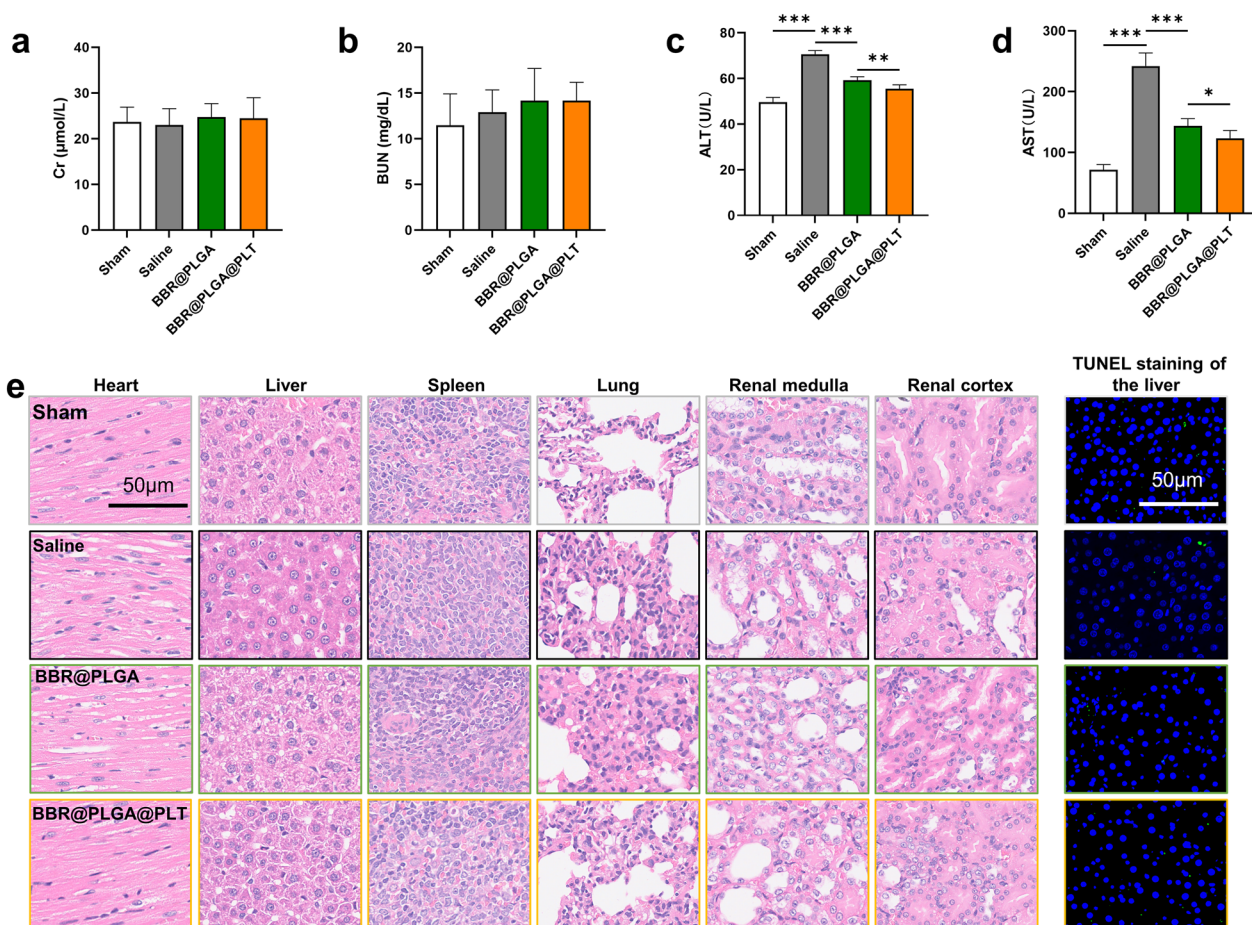 a
40
30
20
10
0
Cr (μmol/L)
Sham
Saline
BBR@PLGA
BBR@PLGA@PLT
b
20
15
10
5
0
BUN (mg/dL)
Sham
Saline
BBR@PLGA
BBR@PLGA@PLT
c
80
60
40
20
0
ALT(U/L)
*** *** **
Sham
Saline
BBR@PLGA
BBR@PLGA@PLT
d
300
200
100
0
AST(U/L)
*** *** *
Sham
Saline
BBR@PLGA
BBR@PLGA@PLT
e
Heart Liver Spleen Lung Renal medulla Renal cortex
TUNEL staining of
the liver
Sham
50μm
50μm
Saline
BBR@PLGA
BBR@PLGA@PLT